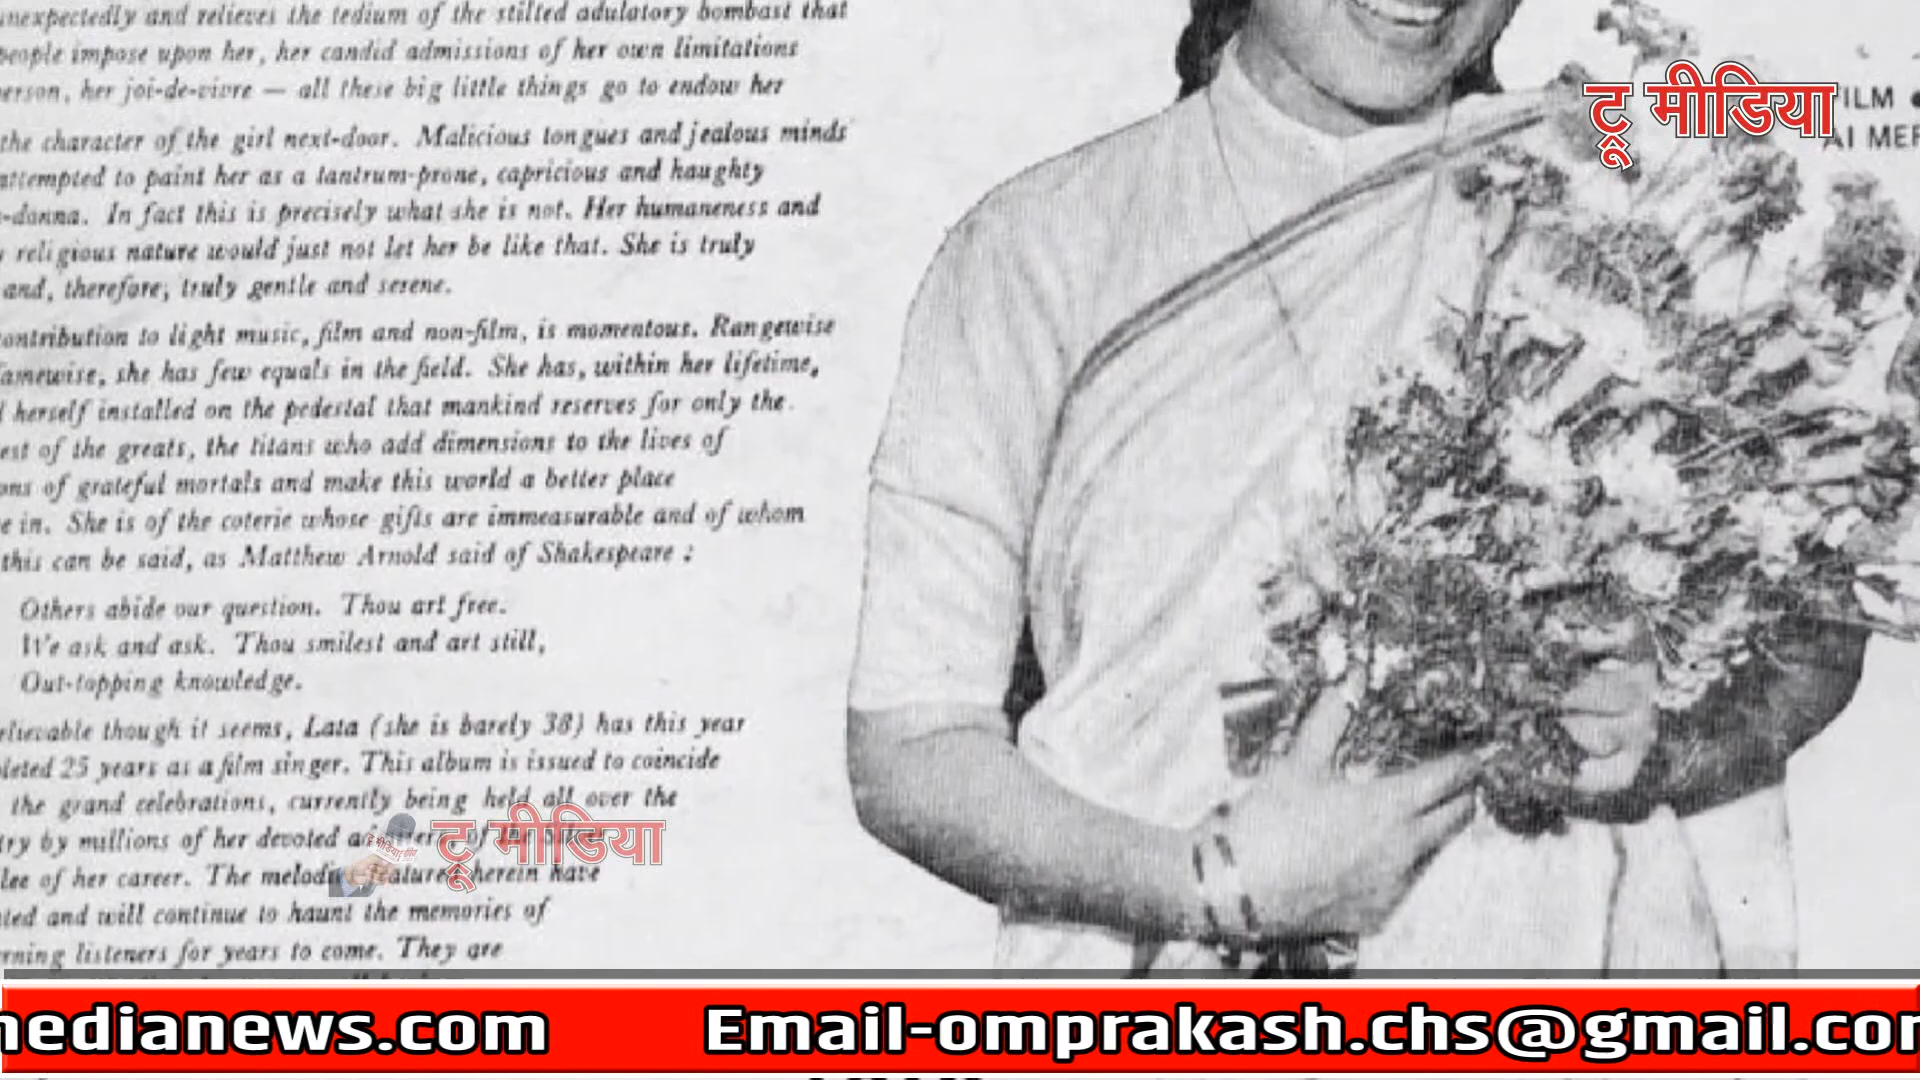 unexpectedly and relieves the tedium of the stilted adulatory bombast that
people impose upon her, her candid admissions of her own limitations
person, her joi-de-vivre — all these big little things go to endow her
the character of the girl next-door. Malicious tongues and jealous minds
attempted to paint her as a tantrum-prone, capricious and haughty
-donna. In fact this is precisely what she is not. Her humaneness and
religious nature would just not let her be like that. She is truly
and, therefore, truly gentle and serene.
contribution to light music, film and non-film, is momentous. Rangewise
famewise, she has few equals in the field. She has, within her lifetime,
herself installed on the pedestal that mankind reserves for only the
est of the greats, the titans who add dimensions to the lives of
ons of grateful mortals and make this world a better place
e in. She is of the coterie whose gifts are immeasurable and of whom
this can be said, as Matthew Arnold said of Shakespeare :
Others abide our question. Thou art free.
We ask and ask. Thou smilest and art still,
Out-topping knowledge.
elievable though it seems, Lata (she is barely 38) has this year
leted 25 years as a film singer. This album is issued to coincide
the grand celebrations, currently being held all over the
try by millions of her devoted
lee of her career. The herein have
ted and will continue to haunt the memories of
rning listeners for years to come. They are
टू मीडिया
ILM
AI MER
टू मीडिया
medianews.com Email-omprakash.chs@gmail.com